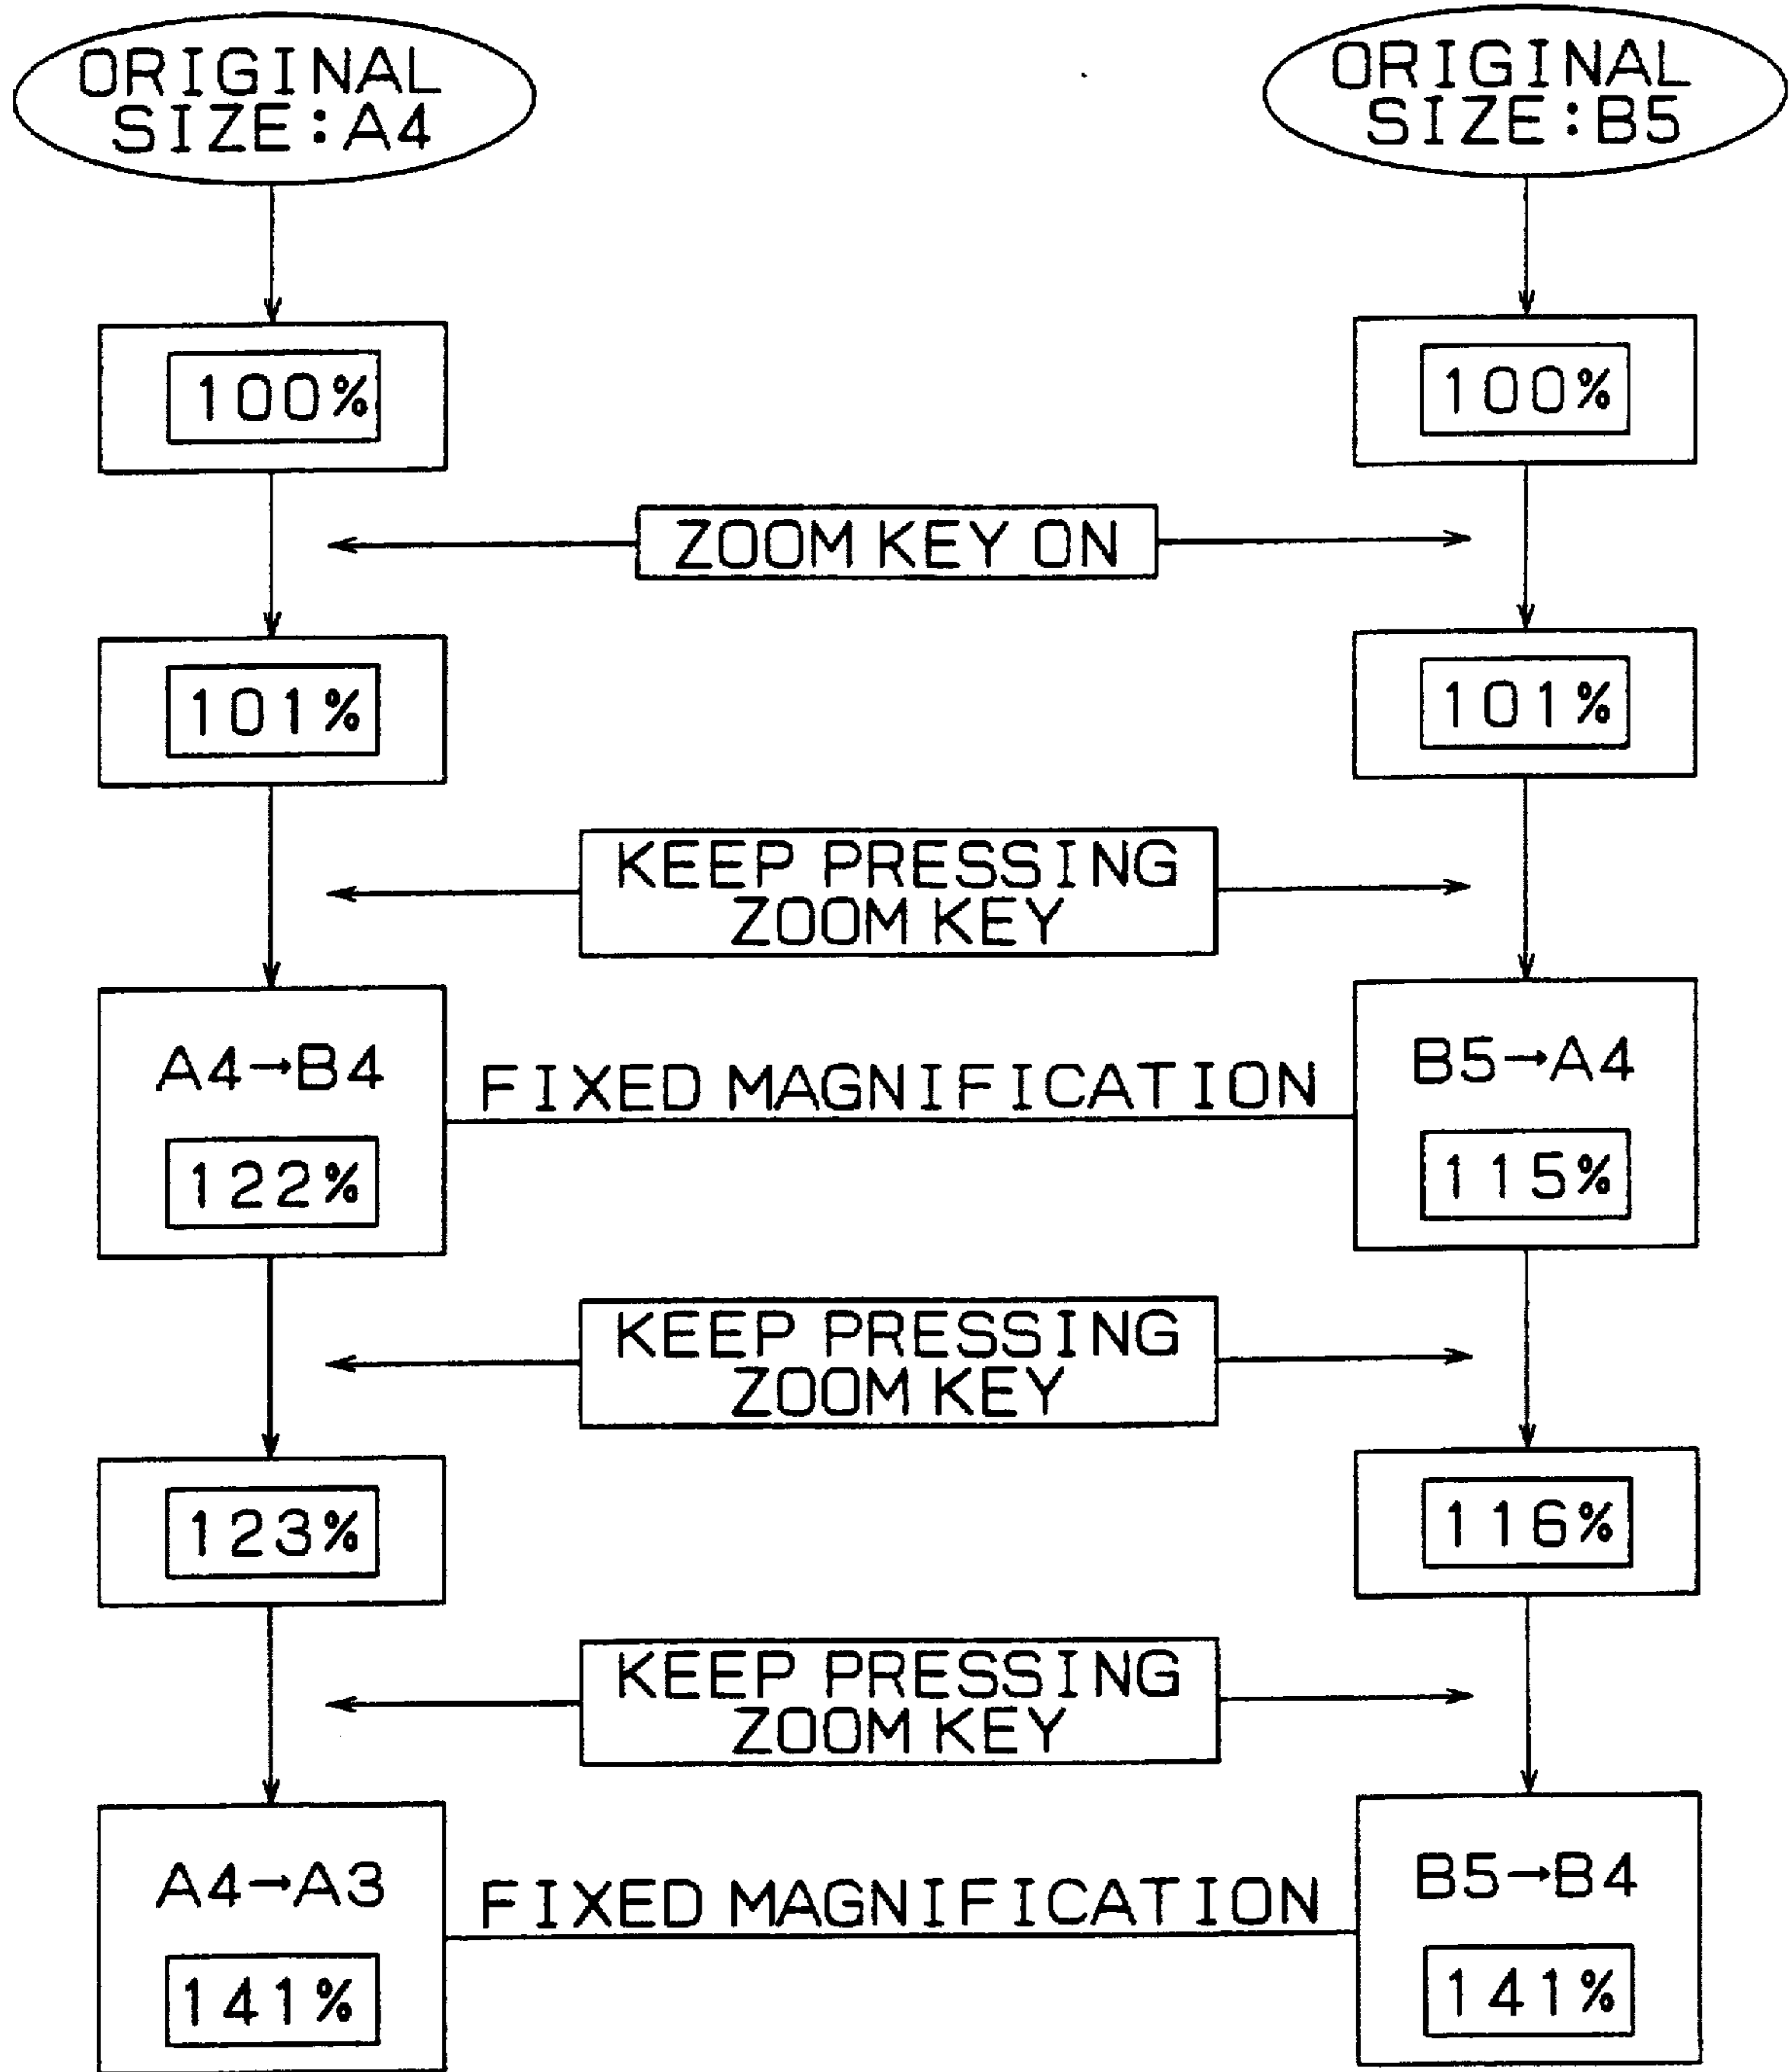 ORIGINAL
SIZE:A4
ORIGINAL
SIZE:B5
100%
100%
ZOOM KEY ON
101%
101%
KEEP PRESSING
ZOOM KEY
A4→B4
FIXED MAGNIFICATION
B5→A4
122%
115%
KEEP PRESSING
ZOOM KEY
123%
116%
KEEP PRESSING
ZOOM KEY
A4→A3
FIXED MAGNIFICATION
B5→B4
141%
141%